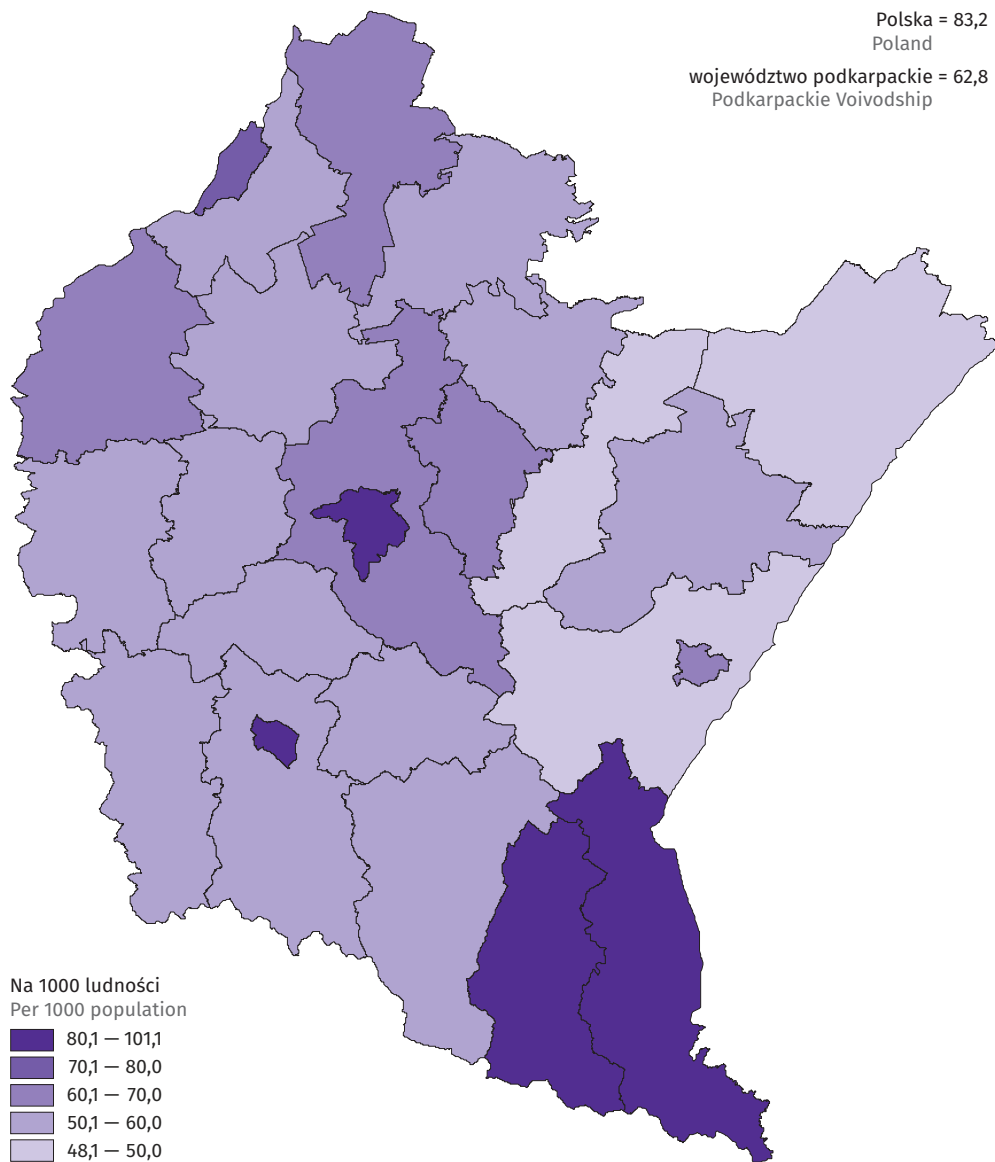 Polska = 83,2
Poland
województwo podkarpackie = 62,8
Podkarpackie Voivodship
Na 1000 ludności
Per 1000 population
80,1 — 101,1
70,1 — 80,0
60,1 — 70,0
50,1 — 60,0
48,1 — 50,0